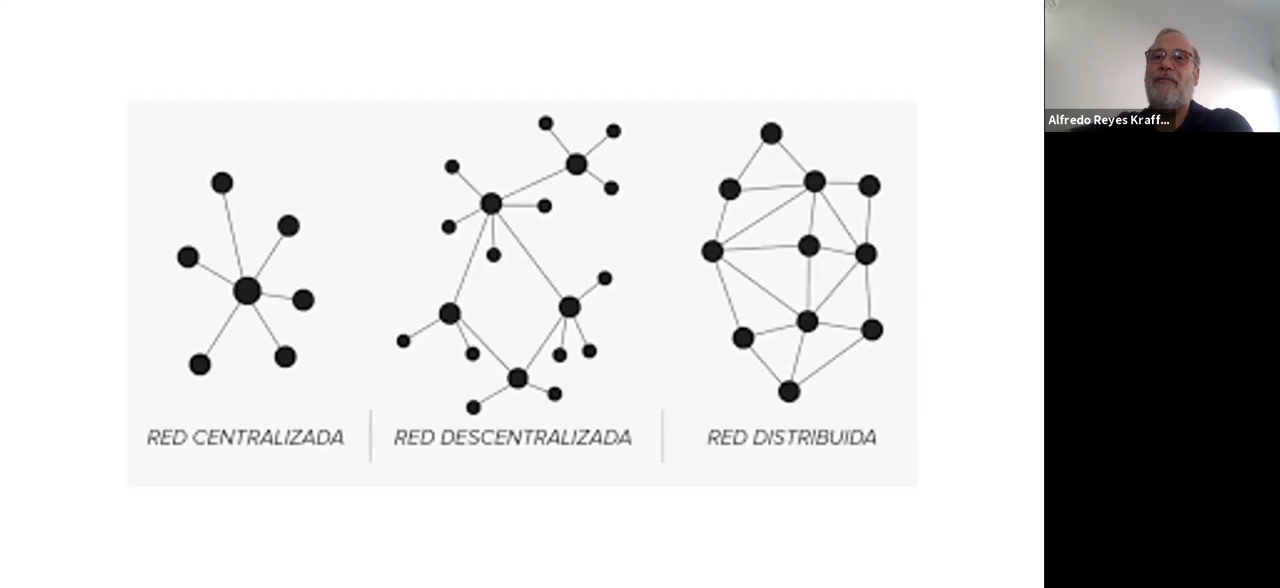 RED CENTRALIZADA
RED DESCENTRALIZADA
RED DISTRIBUIDA
Alfredo Reyes Kraff...